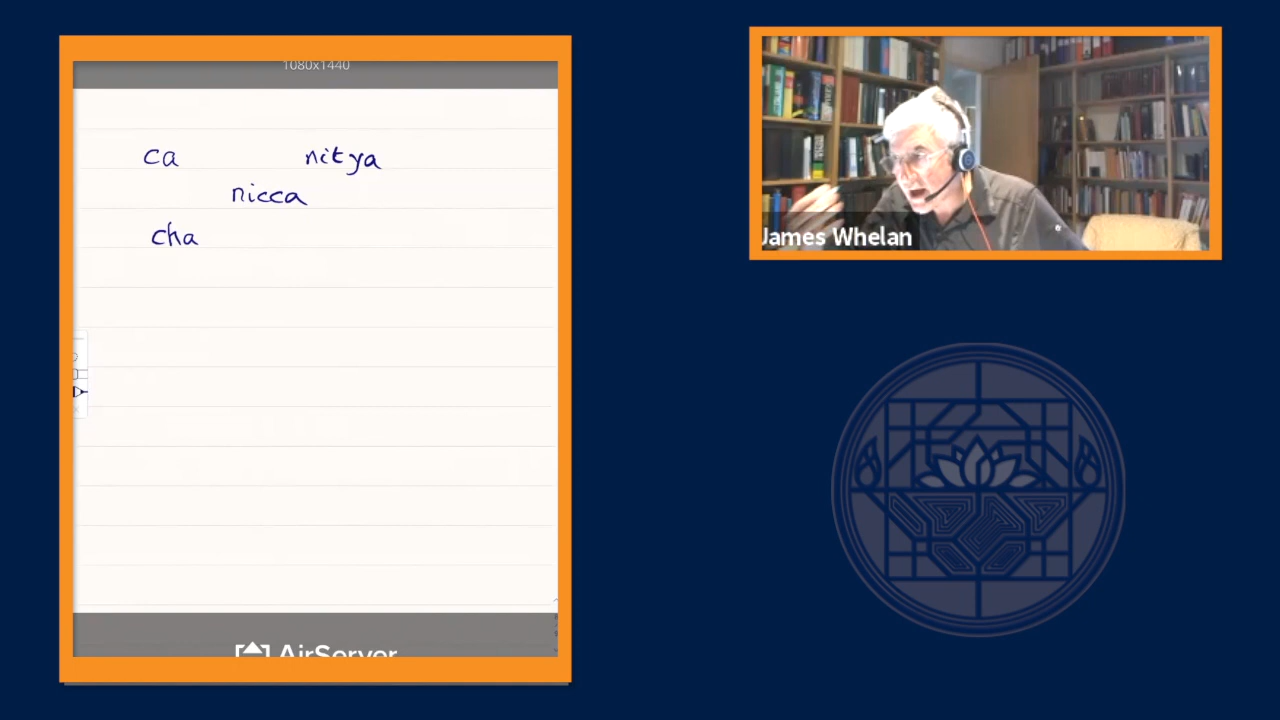 1080x1440
ca nitya
nicca
cha
AirServer
James Whelan